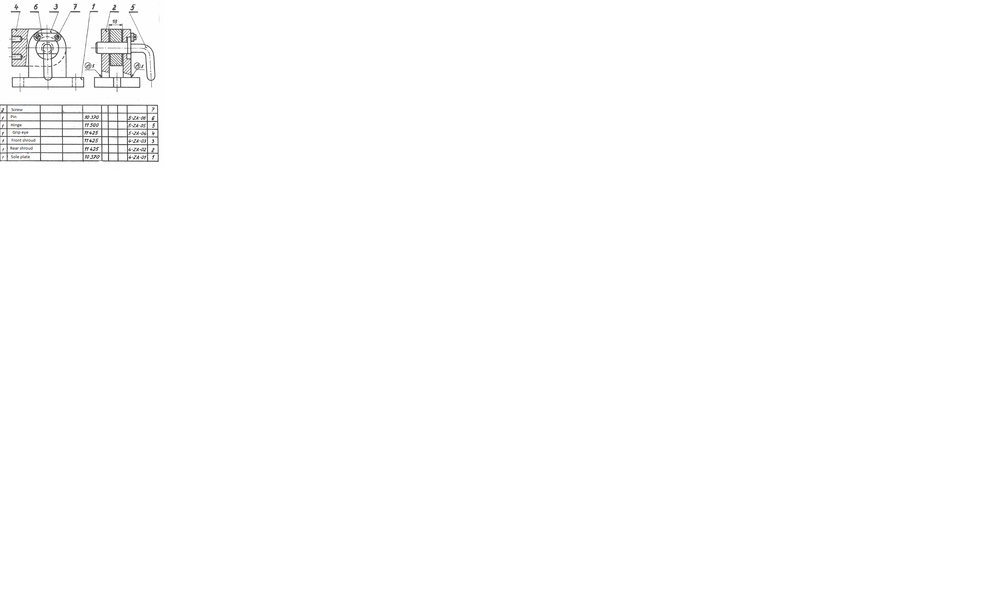 4 6 3 7 1 2 5
18
5 5
2 Screw 7
1 Pin 10 370 5-ZA-06 6
1 Hinge 11 500 5-ZA-05 5
1 Grip eye 11 425 5-ZA-04 4
1 Front shroud 11 425 4-ZA-03 3
1 Rear shroud 11 425 4-ZA-02 2
1 Sole plate 10 370 4-ZA-01 1